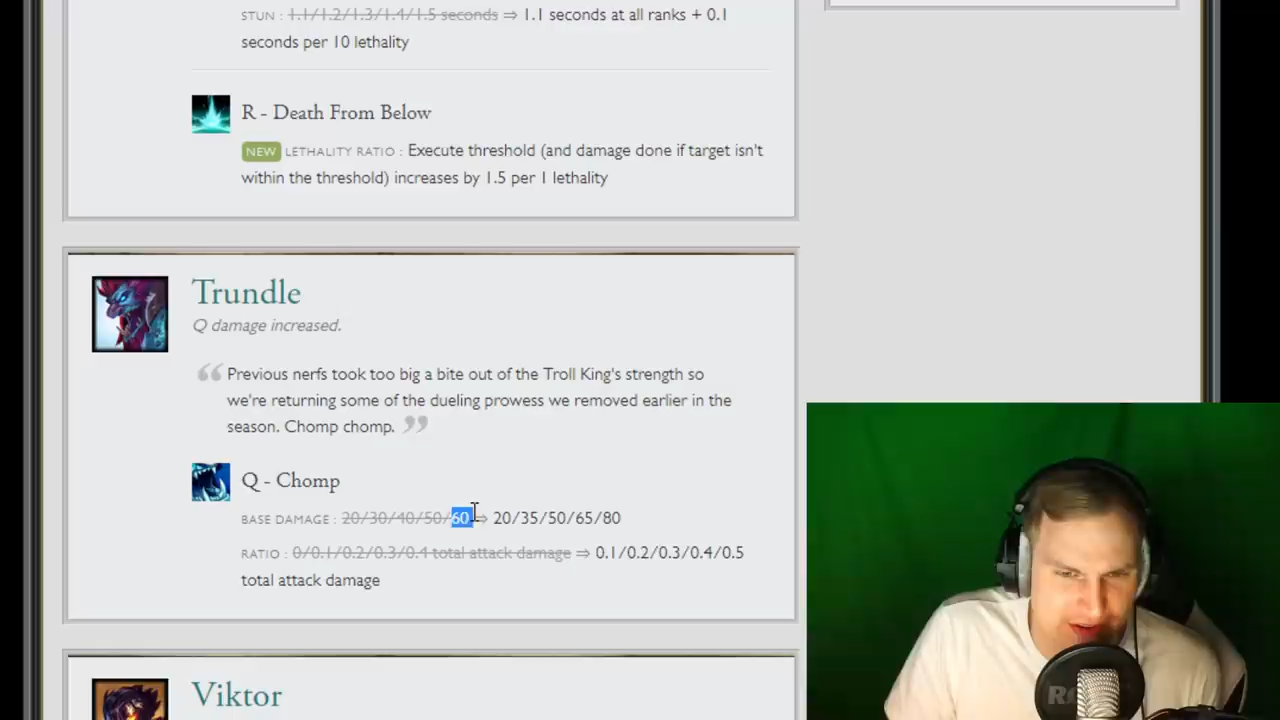 STUN : 1.1/1.2/1.3/1.4/1.5 seconds ⇒ 1.1 seconds at all ranks + 0.1
seconds per 10 lethality
R - Death From Below
NEW LETHALITY RATIO : Execute threshold (and damage done if target isn't
within the threshold) increases by 1.5 per 1 lethality
Trundle
Q damage increased.
“ Previous nerfs took too big a bite out of the Troll King's strength so
we're returning some of the dueling prowess we removed earlier in the
season. Chomp chomp. ”
Q - Chomp
BASE DAMAGE : 20/30/40/50/60 ⇒ 20/35/50/65/80
RATIO : 0/0.1/0.2/0.3/0.4 total attack damage ⇒ 0.1/0.2/0.3/0.4/0.5
total attack damage
Viktor